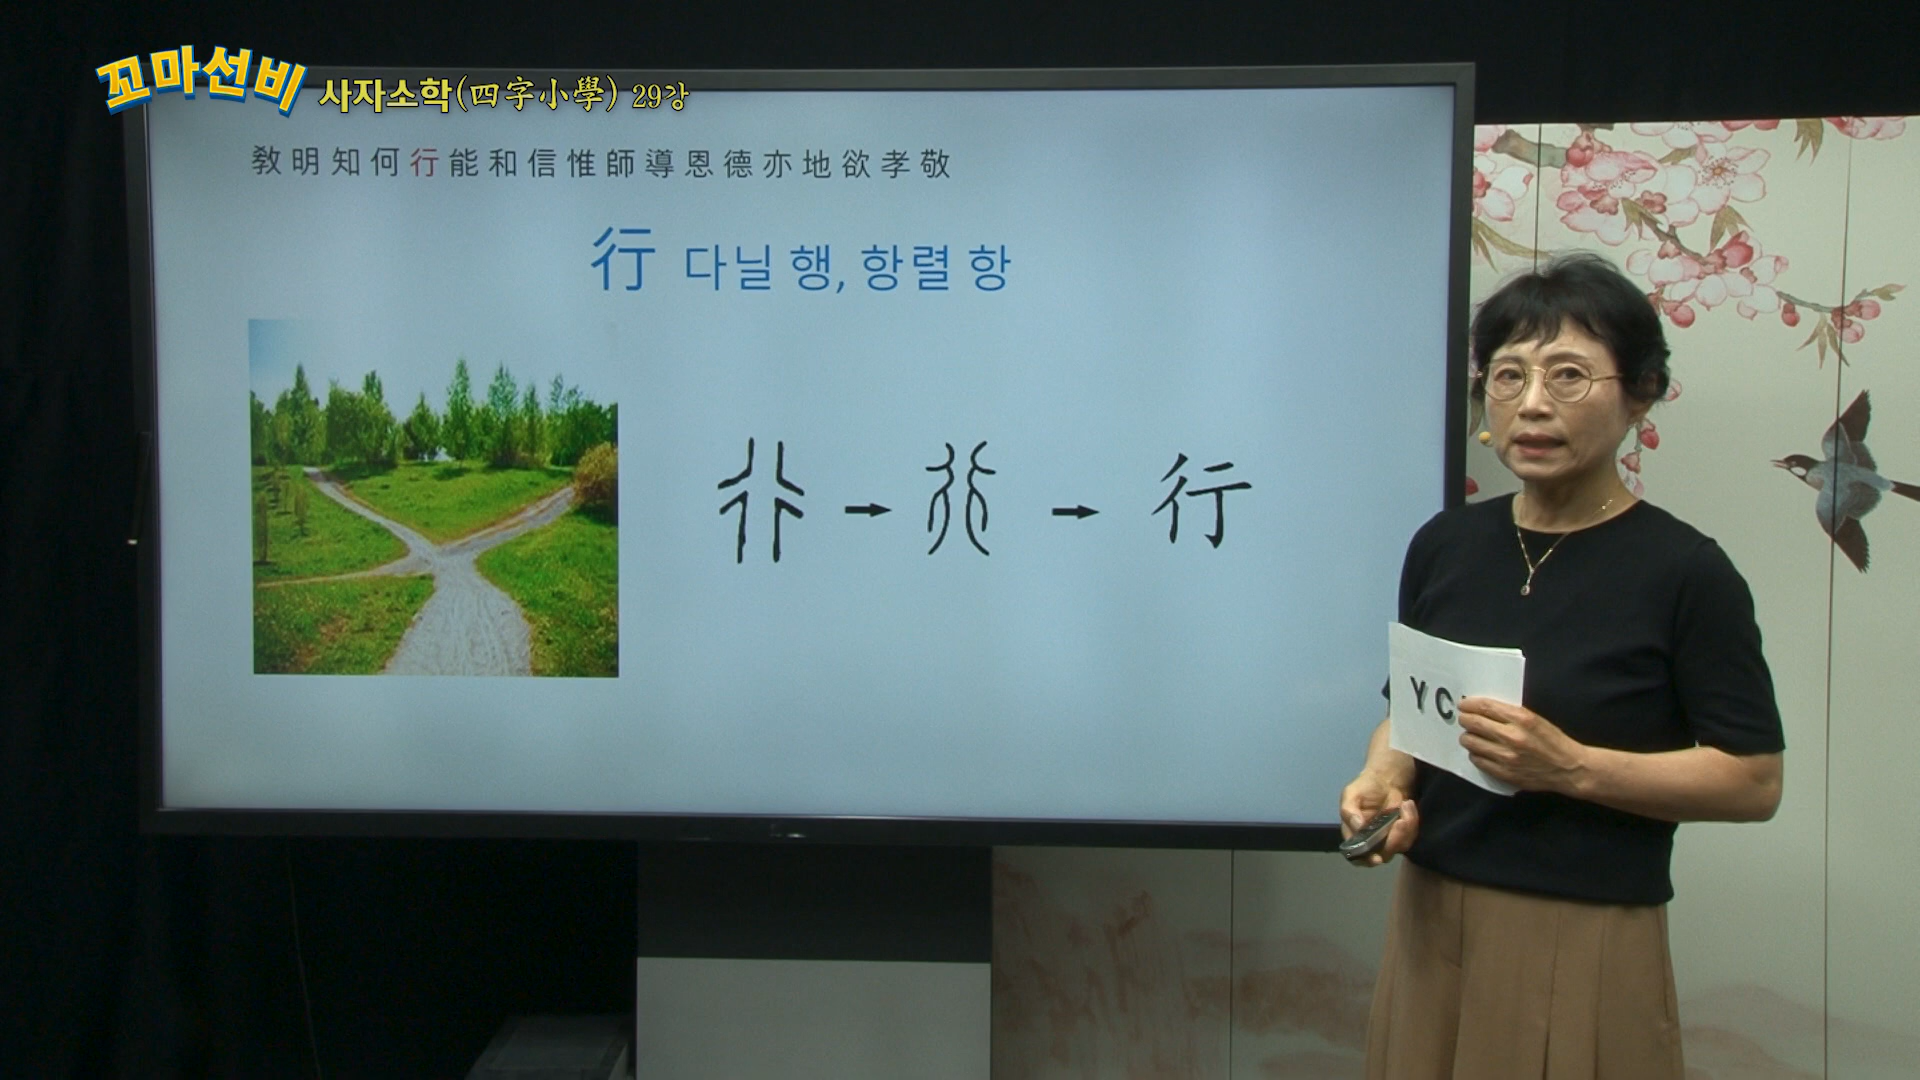 꼬마선비 사자소학(四字小學) 29강
敎明知何行能和信惟師導恩德亦地欲孝敬
行 다닐 행, 항렬 항
行
YC